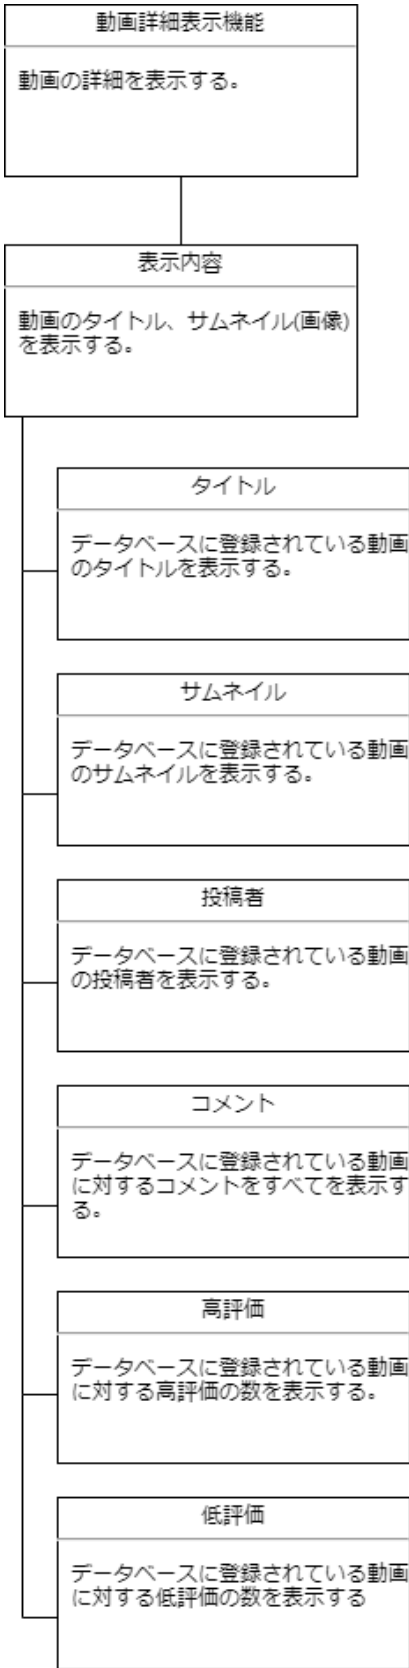 動画詳細表示機能
動画の詳細を表示する。
表示内容
動画のタイトル、サムネイル(画像)
を表示する。
タイトル
データベースに登録されている動画
のタイトルを表示する。
サムネイル
データベースに登録されている動画
のサムネイルを表示する。
投稿者
データベースに登録されている動画
の投稿者を表示する。
コメント
データベースに登録されている動画
に対するコメントをすべてを表示す
る。
高評価
データベースに登録されている動画
に対する高評価の数を表示する。
低評価
データベースに登録されている動画
に対する低評価の数を表示する